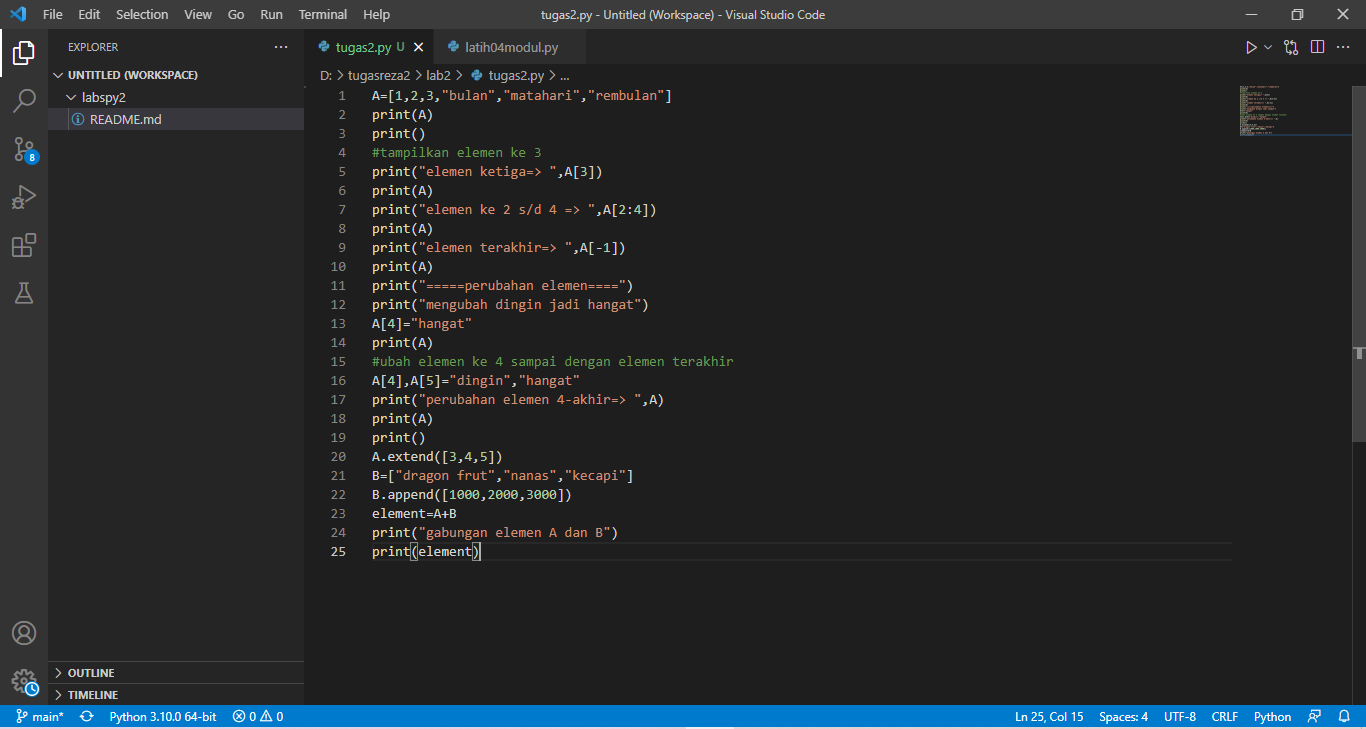 File Edit Selection View Go Run Terminal Help tugas2.py - Untitled (Workspace) - Visual Studio Code
EXPLORER
UNTITLED (WORKSPACE)
labspy2
README.md
8
OUTLINE
TIMELINE
tugas2.py U latih04modul.py
D: > tugasreza2 > lab2 > tugas2.py > ...
1 A=[1,2,3,"bulan","matahari","rembulan"]
2 print(A)
3 print()
4 #tampilkan elemen ke 3
5 print("elemen ketiga=> ",A[3])
6 print(A)
7 print("elemen ke 2 s/d 4 => ",A[2:4])
8 print(A)
9 print("elemen terakhir=> ",A[-1])
10 print(A)
11 print("=====perubahan elemen====")
12 print("mengubah dingin jadi hangat")
13 A[4]="hangat"
14 print(A)
15 #ubah elemen ke 4 sampai dengan elemen terakhir
16 A[4],A[5]="dingin","hangat"
17 print("perubahan elemen 4-akhir=> ",A)
18 print(A)
19 print()
20 A.extend([3,4,5])
21 B=["dragon frut","nanas","kecapi"]
22 B.append([1000,2000,3000])
23 element=A+B
24 print("gabungan elemen A dan B")
25 print(element)
main* Python 3.10.0 64-bit 0 0 Ln 25, Col 15 Spaces: 4 UTF-8 CRLF Python